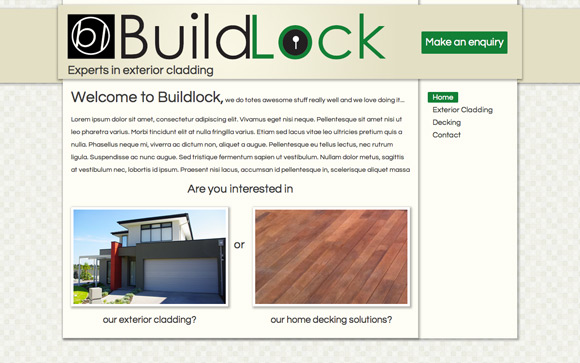 bl BuildLock
Experts in exterior cladding
Make an enquiry
Welcome to Buildlock, we do totes awesome stuff really well and we love doing it...
Lorem ipsum dolor sit amet, consectetur adipiscing elit. Vivamus eget nisi neque. Pellentesque sit amet nisi ut
leo pharetra varius. Morbi tincidunt elit at nulla fringilla varius. Etiam sed lacus vitae leo ultricies pretium quis a
nulla. Phasellus neque mi, viverra ac dictum non, aliquet a augue. Pellentesque eu tellus lectus, nec rutrum
ligula. Suspendisse ac nunc augue. Sed tristique fermentum sapien ut vestibulum. Nullam dolor metus, sagittis
at vestibulum nec, lobortis id ipsum. Praesent nisi lacus, accumsan id pellentesque in, scelerisque aliquet massa
Are you interested in
or
our exterior cladding?
our home decking solutions?
Home
Exterior Cladding
Decking
Contact